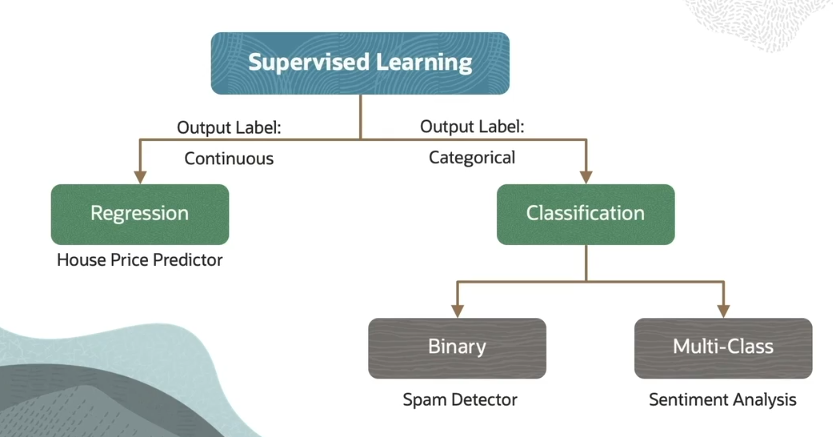 Supervised Learning
Output Label:
Continuous
Output Label:
Categorical
Regression
House Price Predictor
Classification
Binary
Spam Detector
Multi-Class
Sentiment Analysis